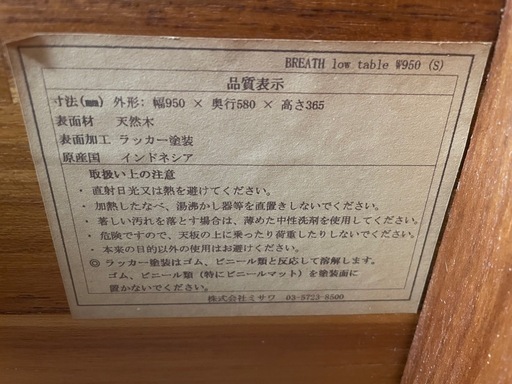 BREATH low table W950 (S)
品質表示
寸法(mm) 外形: 幅950 × 奥行580 × 高さ365
表面材 天然木
表面加工 ラッカー塗装
原産国 インドネシア
取扱い上の注意
・直射日光又は熱を避けてください。
・加熱したなべ、湯沸かし器等を直置きしないでください。
・著しい汚れを落とす場合は、薄めた中性洗剤を使用してください。
・危険ですので、天板の上に乗ったり荷重したりしないでください。
・本来の目的以外の使用はお避けください。
◎ラッカー塗装はゴム、ビニール類と反応して溶解します。
ゴム、ビニール類（特にビニールマット）を塗装面に
置かないでください。
株式会社ミサワ 03-5723-8500